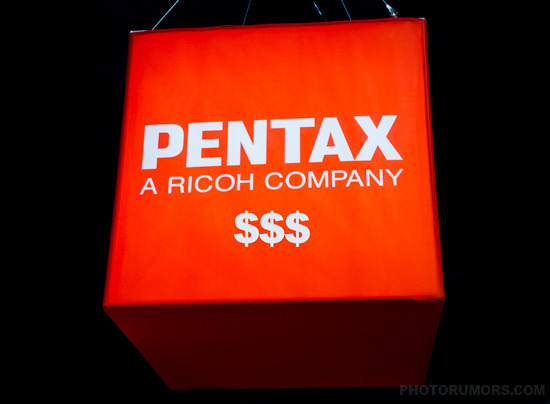 PENTAX
A RICOH COMPANY
$$$
PHOTORUMORS.COM